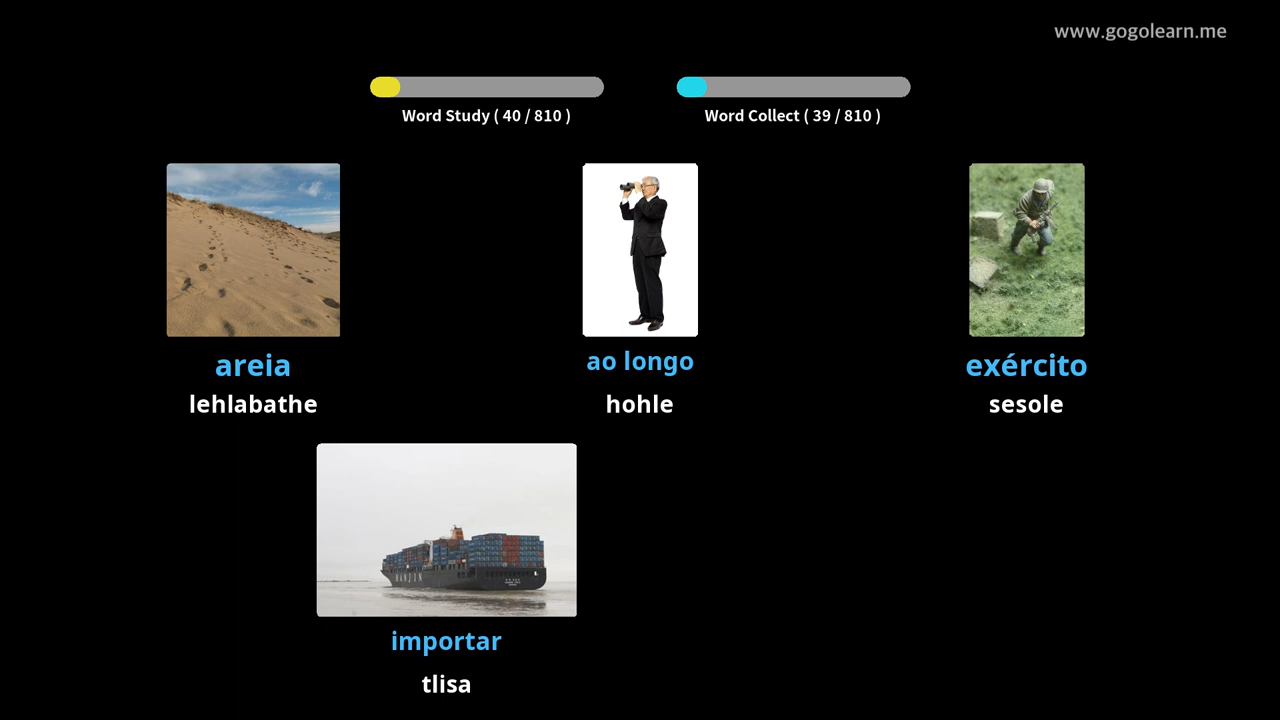 www.gogolearn.me
Word Study ( 40 / 810 )
Word Collect ( 39 / 810 )
areia
ao longo
exército
lehlabathe
hohle
sesole
HANJIN
importar
tlisa